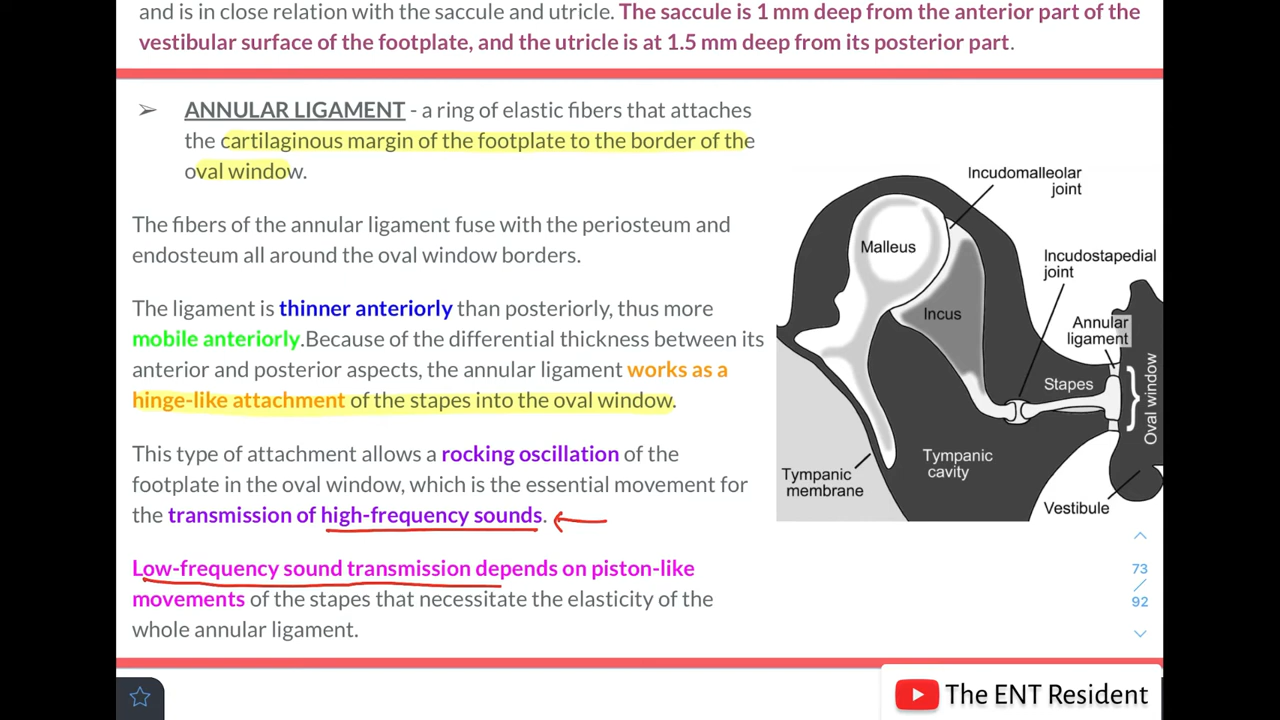 and is in close relation with the saccule and utricle. The saccule is 1 mm deep from the anterior part of the
vestibular surface of the footplate, and the utricle is at 1.5 mm deep from its posterior part.
➢ ANNULAR LIGAMENT - a ring of elastic fibers that attaches
the cartilaginous margin of the footplate to the border of the
oval window.
The fibers of the annular ligament fuse with the periosteum and
endosteum all around the oval window borders.
The ligament is thinner anteriorly than posteriorly, thus more
mobile anteriorly.Because of the differential thickness between its
anterior and posterior aspects, the annular ligament works as a
hinge-like attachment of the stapes into the oval window.
This type of attachment allows a rocking oscillation of the
footplate in the oval window, which is the essential movement for
the transmission of high-frequency sounds.
Low-frequency sound transmission depends on piston-like
movements of the stapes that necessitate the elasticity of the
whole annular ligament.
Incudomalleolar
joint
Malleus
Incudostapedial
joint
Incus
Annular
ligament
Stapes
Oval window
Tympanic
membrane
Tympanic
cavity
Vestibule
73
/
92
The ENT Resident